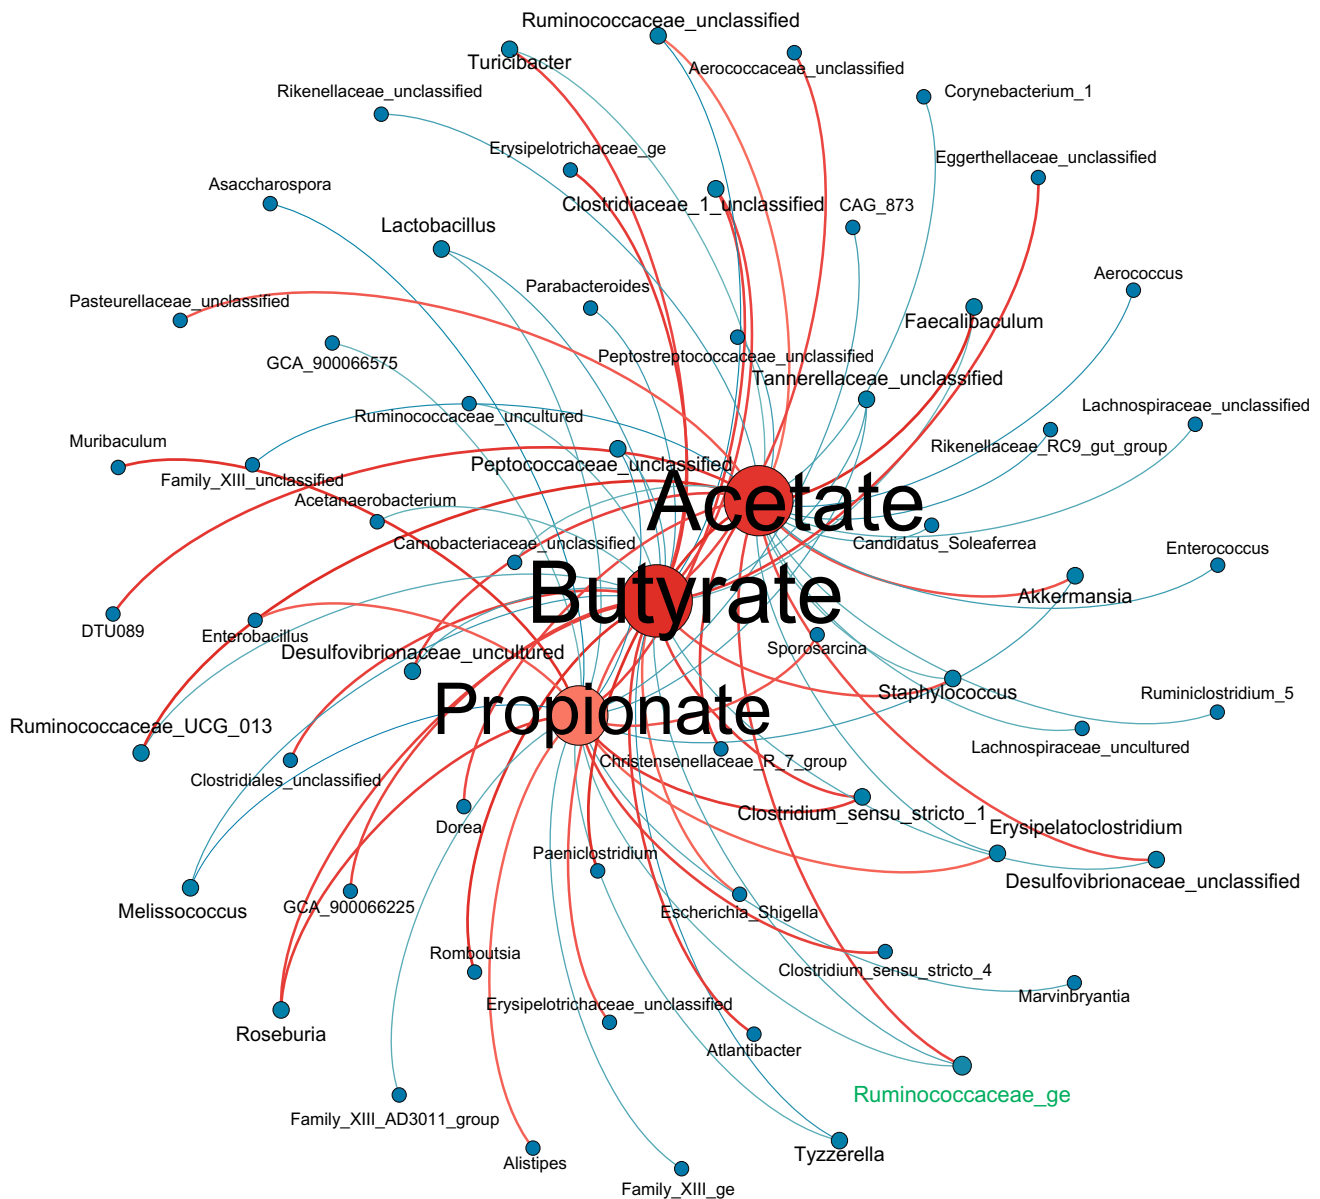 Ruminococcaceae_unclassified
Turicibacter
Aerococcaceae_unclassified
Rikenellaceae_unclassified
Corynebacterium_1
Erysipelotrichaceae_ge
Eggerthellaceae_unclassified
Asaccharospora
Clostridiaceae_1_unclassified
CAG_873
Lactobacillus
Aerococcus
Parabacteroides
Pasteurellaceae_unclassified
Faecalibaculum
Peptostreptococcaceae_unclassified
GCA_900066575
Tannerellaceae_unclassified
Lachnospiraceae_unclassified
Ruminococcaceae_uncultured
Rikenellaceae_RC9_gut_group
Muribaculum
Peptococcaceae_unclassified
Family_XIII_unclassified
Acetanaerobacterium
Acetate
Carnobacteriaceae_unclassified
Candidatus_Soleaferrea
Enterococcus
Butyrate
Akkermansia
DTU089
Enterobacillus
Sporosarcina
Desulfovibrionaceae_uncultured
Staphylococcus
Ruminiclostridium_5
Propionate
Ruminococcaceae_UCG_013
Lachnospiraceae_uncultured
Christensenellaceae_R_7_group
Clostridiales_unclassified
Clostridium_sensu_stricto_1
Dorea
Erysipelatoclostridium
Paeniclostridium
Desulfovibrionaceae_unclassified
Melissococcus
GCA_900066225
Escherichia_Shigella
Romboutsia
Clostridium_sensu_stricto_4
Marvinbryantia
Erysipelotrichaceae_unclassified
Roseburia
Atlantibacter
Ruminococcaceae_ge
Family_XIII_AD3011_group
Tyzzerella
Alistipes
Family_XIII_ge